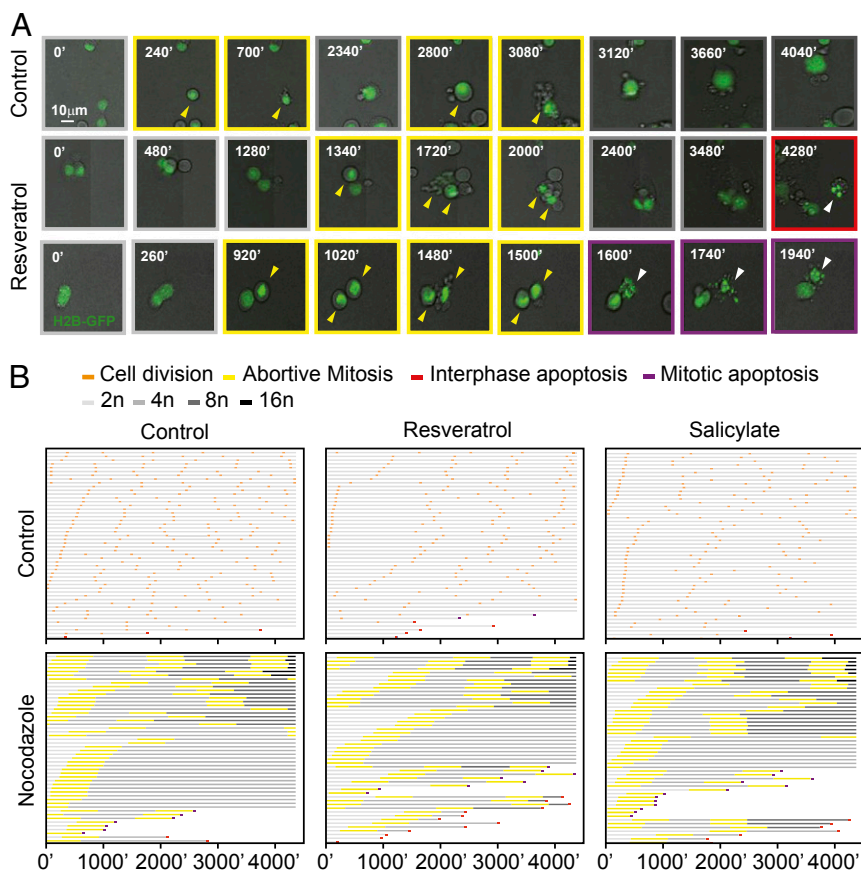 A
Control
0' 240' 700' 2340' 2800' 3080' 3120' 3660' 4040'
10μm
Resveratrol
0' 480' 1280' 1340' 1720' 2000' 2400' 3480' 4280'
0' 260' 920' 1020' 1480' 1500' 1600' 1740' 1940'
H2B-GFP
B
Cell division Abortive Mitosis Interphase apoptosis Mitotic apoptosis
2n 4n 8n 16n
Control Resveratrol Salicylate
Control
Nocodazole
0' 1000' 2000' 3000' 4000' 0' 1000' 2000' 3000' 4000' 0' 1000' 2000' 3000' 4000'